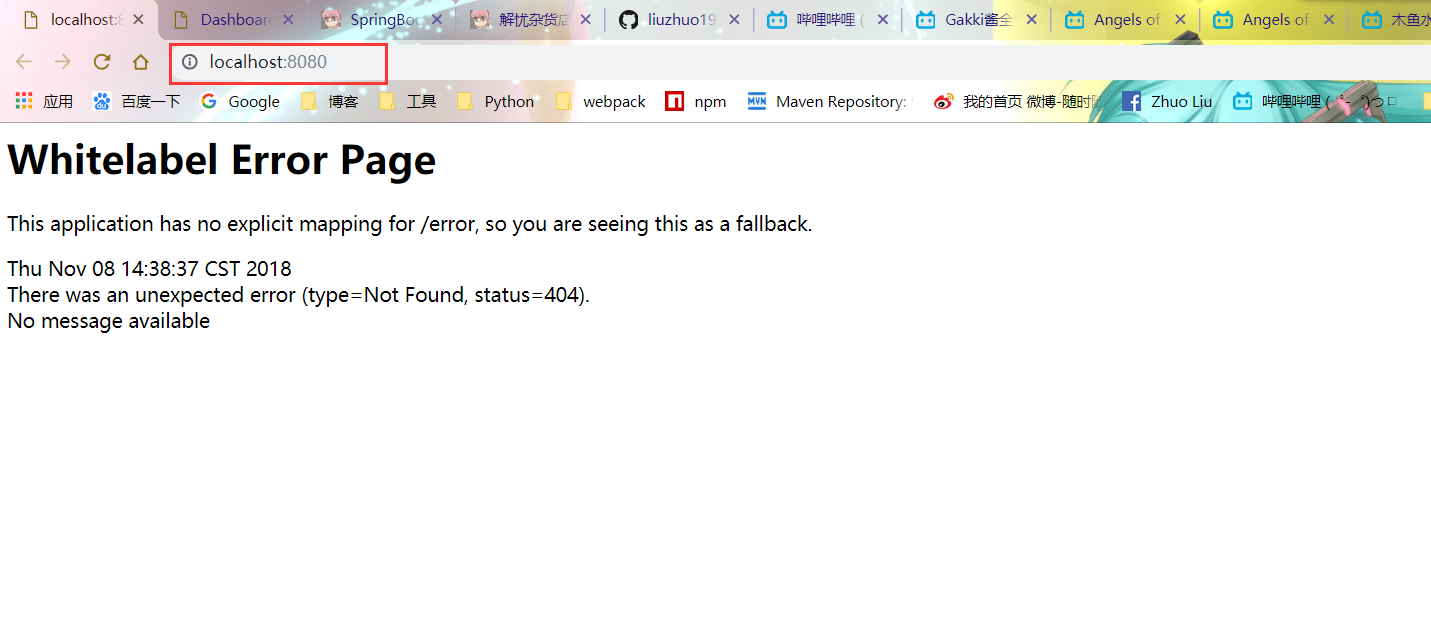 localhost:8 Dashboar SpringBoo 解忧杂货店 liuzhuo19 哔哩哔哩 ( Gakki酱全 Angels of Angels of 木鱼水
localhost:8080
应用 百度一下 Google 博客 工具 Python webpack npm Maven Repository: 我的首页 微博-随时随 Zhuo Liu 哔哩哔哩 ( ゜- ゜)つロ
Whitelabel Error Page
This application has no explicit mapping for /error, so you are seeing this as a fallback.
Thu Nov 08 14:38:37 CST 2018
There was an unexpected error (type=Not Found, status=404).
No message available